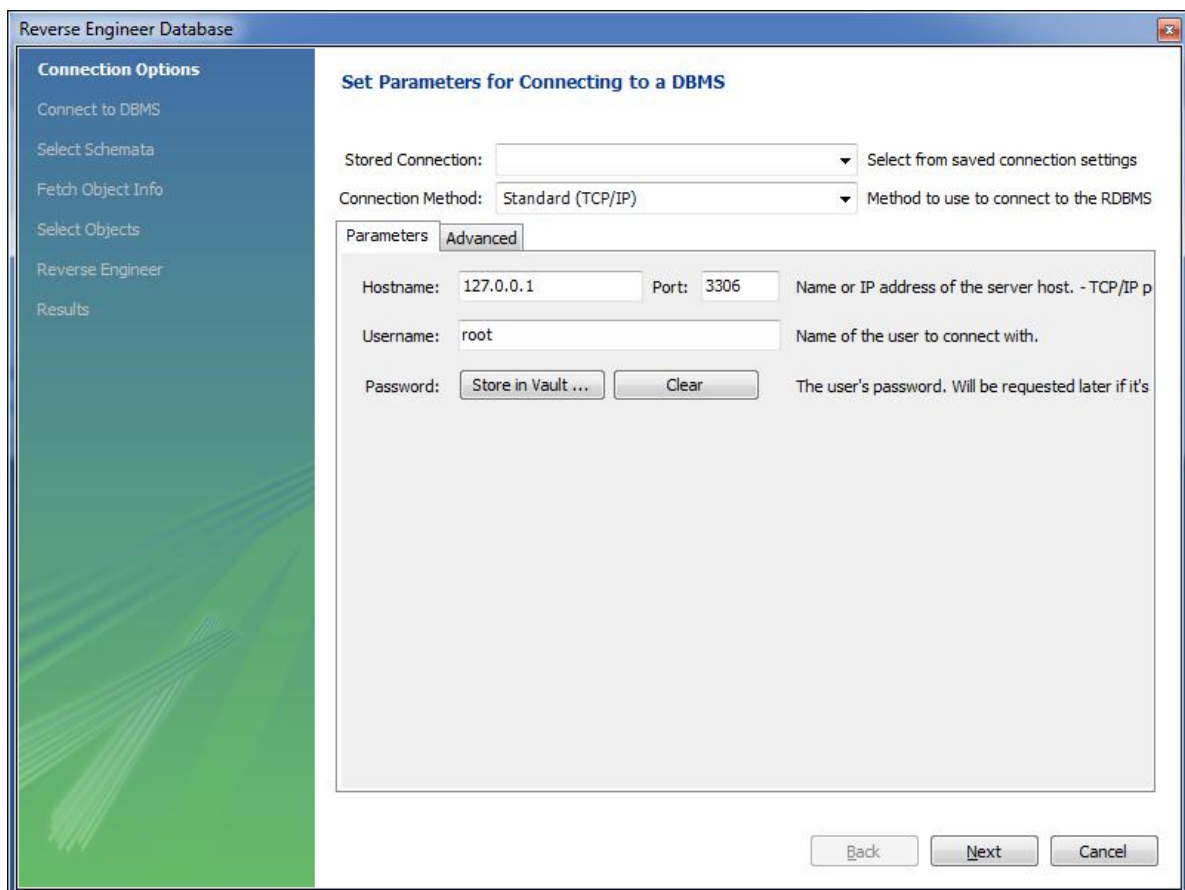 Reverse Engineer Database
Connection Options
Connect to DBMS
Select Schemata
Fetch Object Info
Select Objects
Reverse Engineer
Results
Set Parameters for Connecting to a DBMS
Stored Connection: Select from saved connection settings
Connection Method: Standard (TCP/IP) Method to use to connect to the RDBMS
Parameters Advanced
Hostname: 127.0.0.1 Port: 3306 Name or IP address of the server host. - TCP/IP p
Username: root Name of the user to connect with.
Password: Store in Vault ... Clear The user's password. Will be requested later if it's
Back Next Cancel